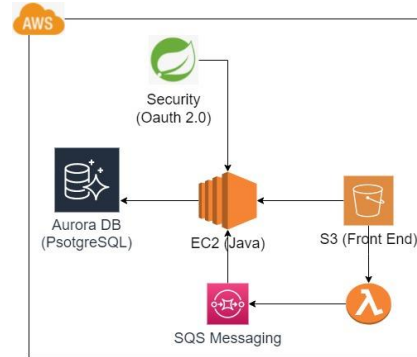 AWS
Security
(Oauth 2.0)
Aurora DB
(PsotgreSQL)
EC2 (Java)
S3 (Front End)
SQS Messaging
λ